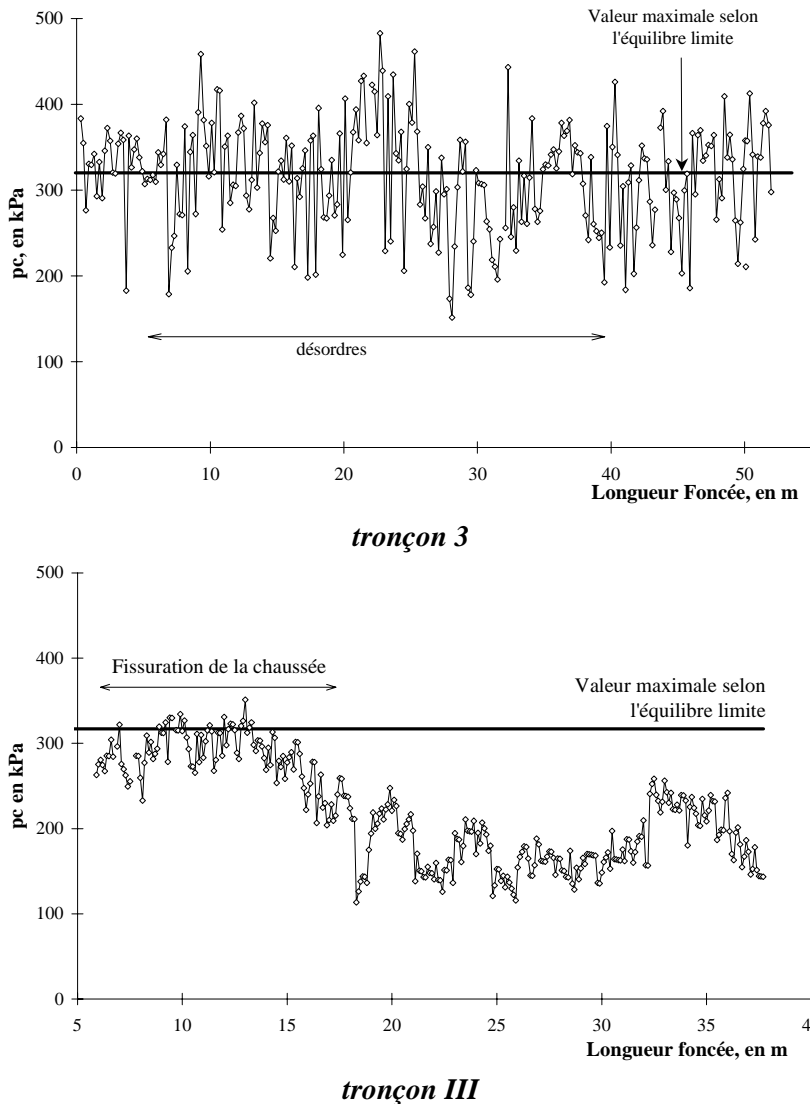 500
Valeur maximale selon
l'équilibre limite
400
300
200
100
0
pc, en kPa
désordres
0 10 20 30 40 50
Longueur Foncée, en m
tronçon 3
500
400
300
200
100
0
pc en kPa
Fissuration de la chaussée
Valeur maximale selon
l'équilibre limite
5 10 15 20 25 30 35 4
Longueur foncée, en m
tronçon III